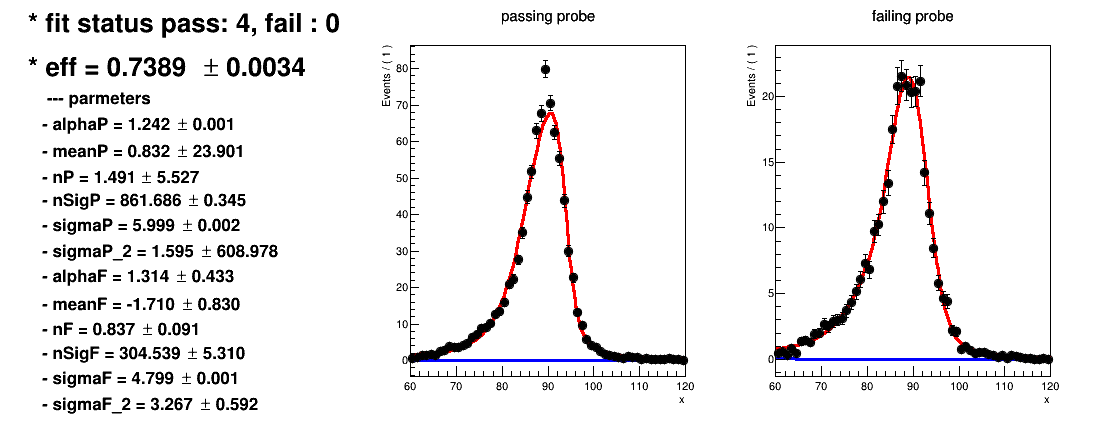 * fit status pass: 4, fail : 0
* eff = 0.7389 ± 0.0034
--- parmeters
- alphaP = 1.242 ± 0.001
- meanP = 0.832 ± 23.901
- nP = 1.491 ± 5.527
- nSigP = 861.686 ± 0.345
- sigmaP = 5.999 ± 0.002
- sigmaP_2 = 1.595 ± 608.978
- alphaF = 1.314 ± 0.433
- meanF = -1.710 ± 0.830
- nF = 0.837 ± 0.091
- nSigF = 304.539 ± 5.310
- sigmaF = 4.799 ± 0.001
- sigmaF_2 = 3.267 ± 0.592
passing probe
Events / ( 1 )
80
70
60
50
40
30
20
10
0
60 70 80 90 100 110 120
x
failing probe
Events / ( 1 )
20
15
10
5
0
60 70 80 90 100 110 120
x